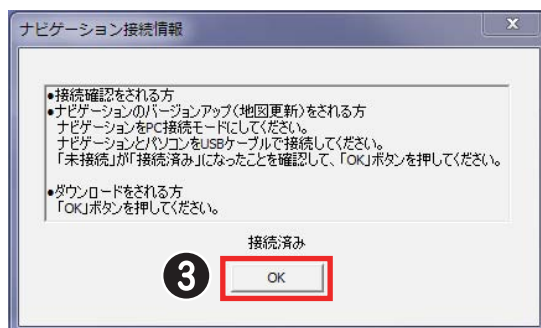 ナビゲーション接続情報
x
●接続確認をされる方
●ナビゲーションのバージョンアップ(地図更新)をされる方
ナビゲーションをPC接続モードにしてください。
ナビゲーションとパソコンをUSBケーブルで接続してください。
「未接続」が「接続済み」になったことを確認して、「OK」ボタンを押してください。
●ダウンロードをされる方
「OK」ボタンを押してください。
接続済み
3
OK